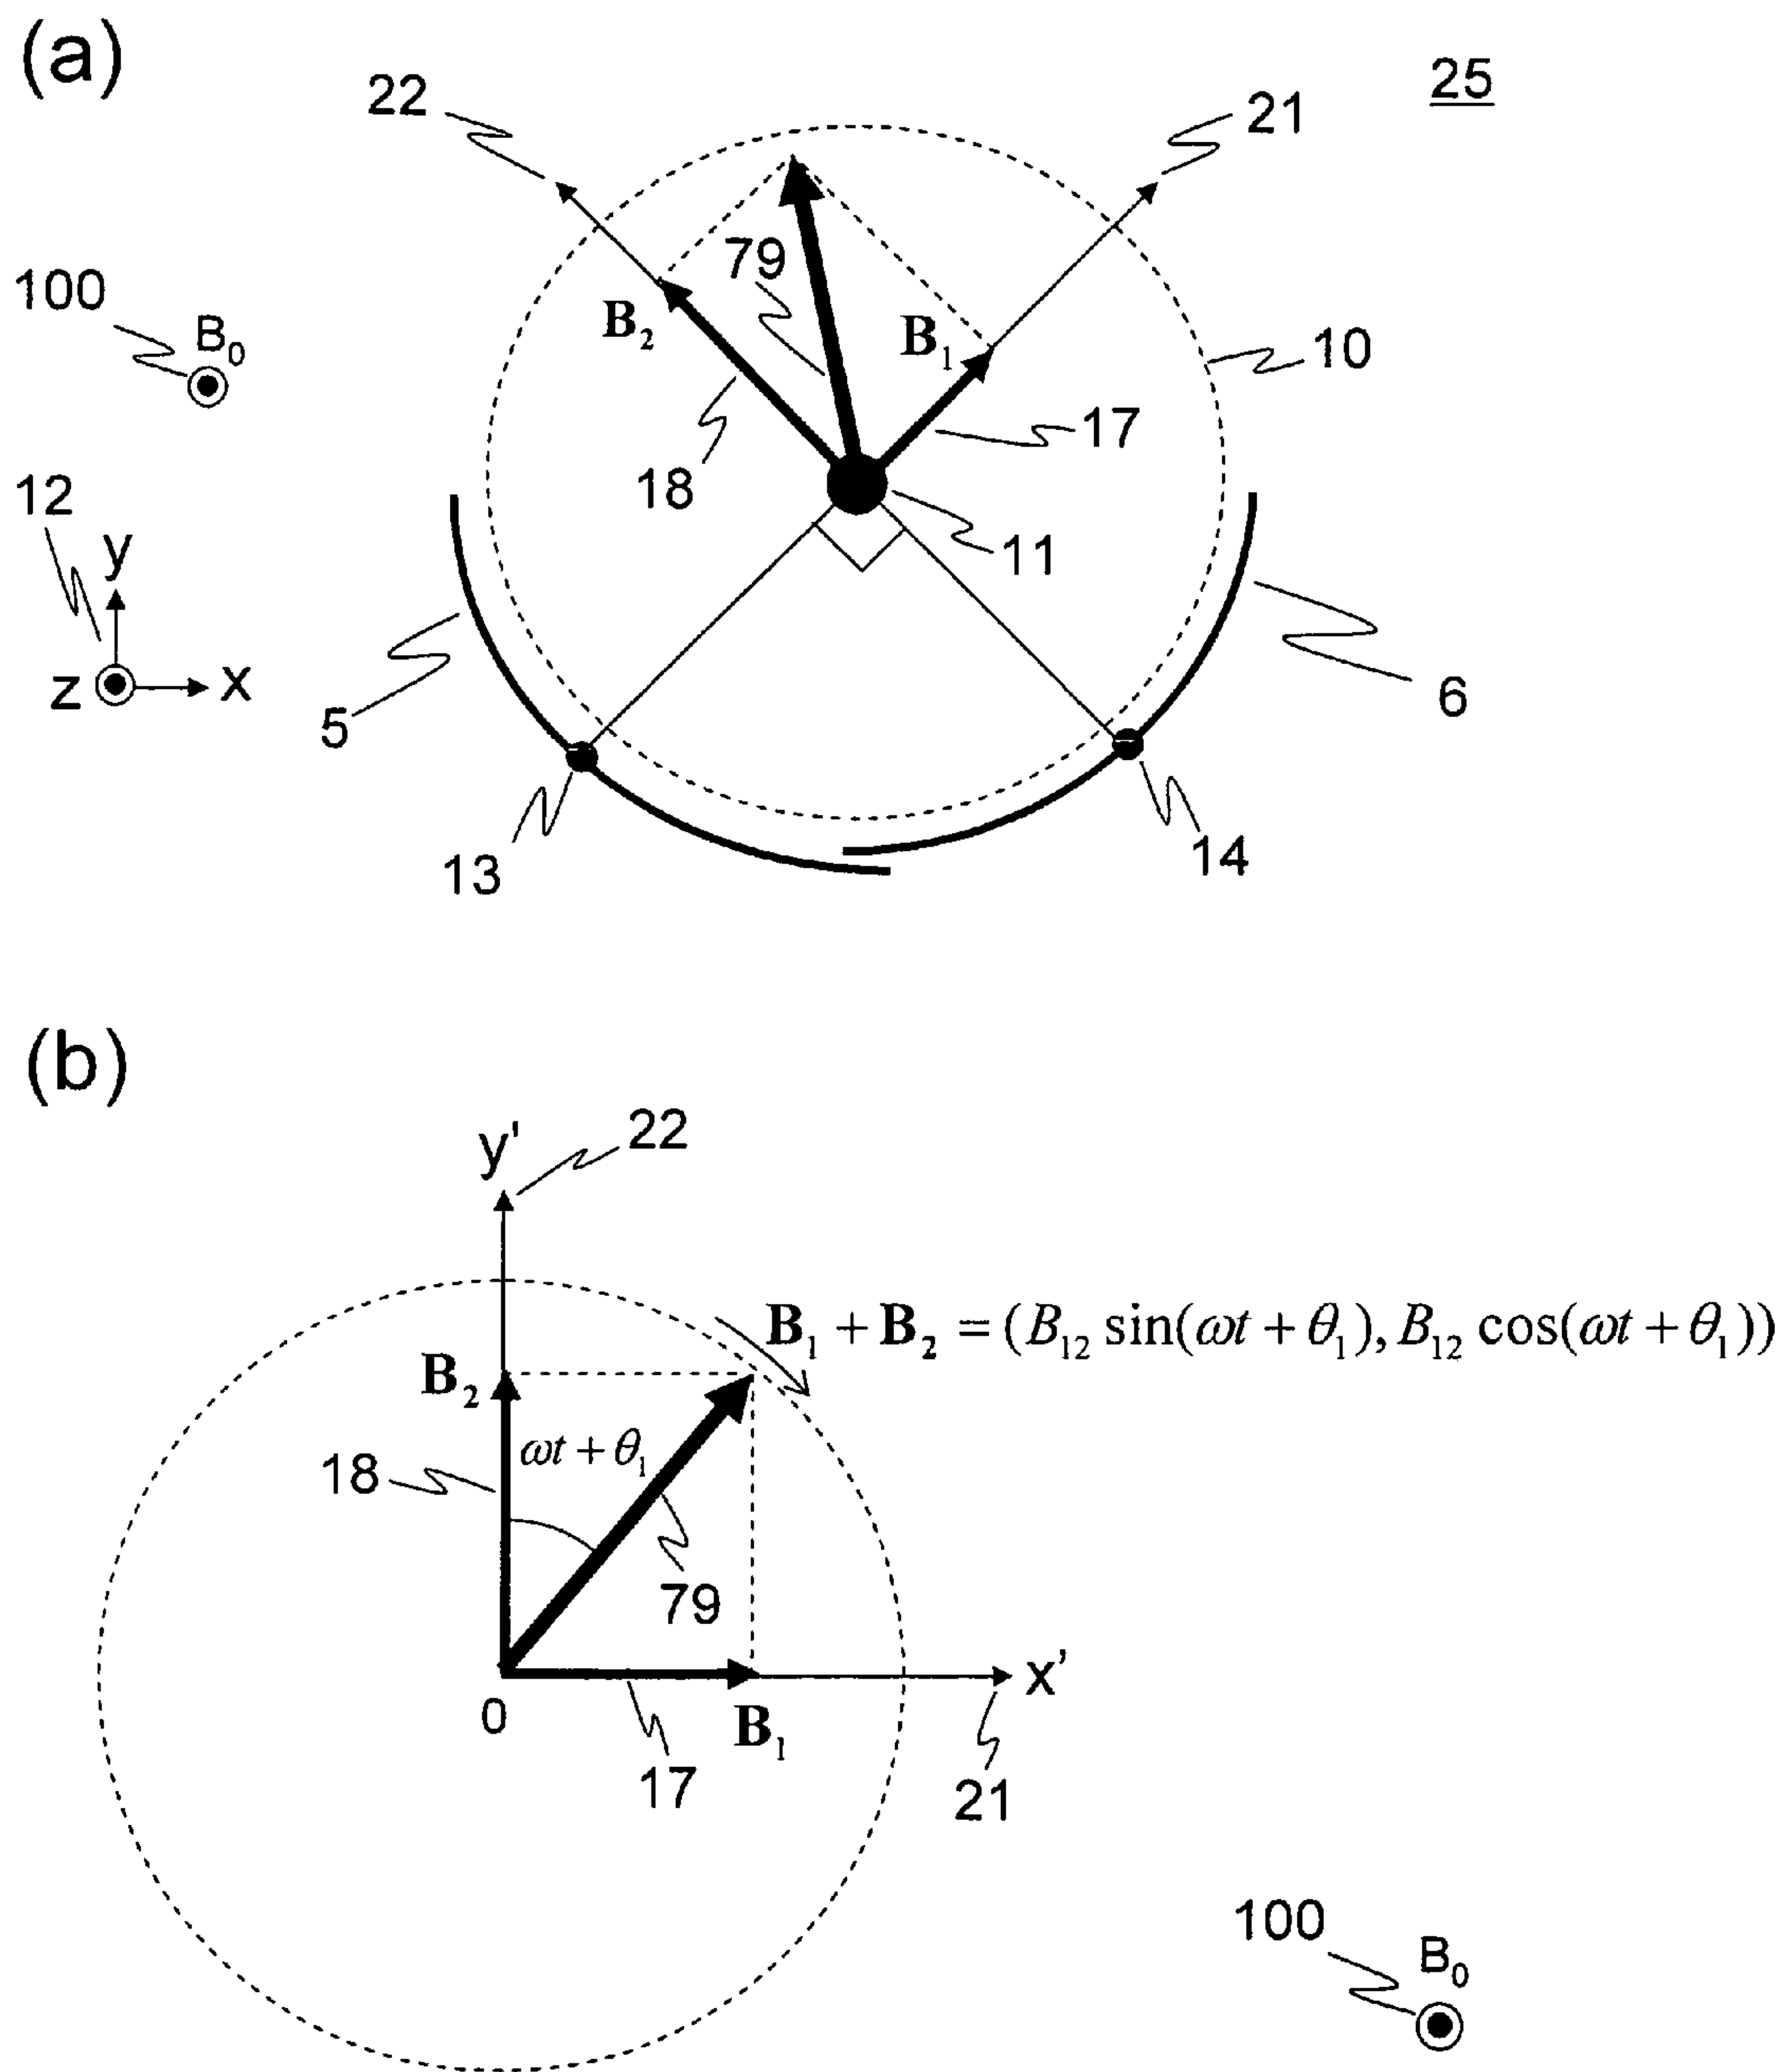 (a)
22
21
25
100
B₀
79
B₂
B₁
10
17
18
12
11
y
z
x
5
6
13
14
(b)
y'
22
B₁ + B₂ = (B₁₂ sin(ωt + θ₁), B₁₂ cos(ωt + θ₁))
B₂
ωt + θ₁
18
79
x'
0
B₁
17
21
100
B₀